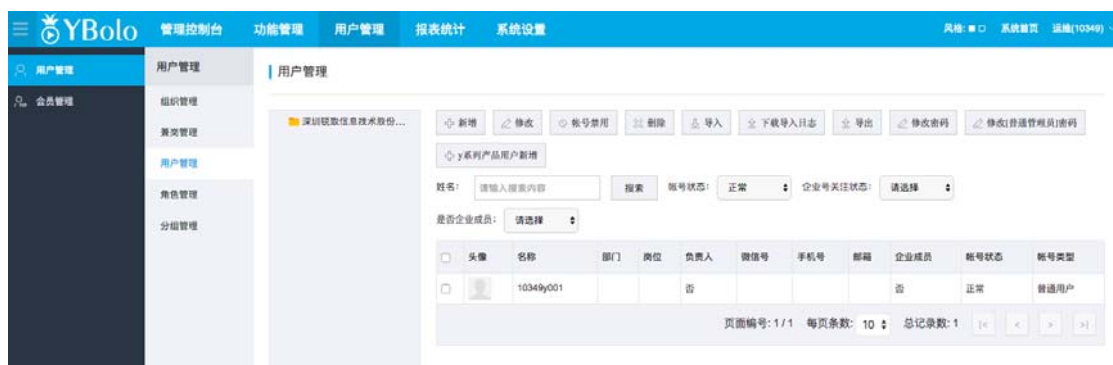 YBolo 管理控制台 功能管理 用户管理 报表统计 系统设置 风格: 系统首页 运维(10349)
用户管理
会员管理
用户管理
组织管理
兼岗管理
用户管理
角色管理
分组管理
用户管理
深圳锐取信息技术股份...
新增 修改 帐号禁用 删除 导入 下载导入日志 导出 修改密码 修改(普通管理员)密码
y系列产品用户新增
姓名: 请输入搜索内容 搜索 帐号状态: 正常 企业号关注状态: 请选择
是否企业成员: 请选择
头像 名称 部门 岗位 负责人 微信号 手机号 邮箱 企业成员 帐号状态 帐号类型
10349y001 否 否 正常 普通用户
页面编号: 1 / 1 每页条数: 10 总记录数: 1 |< < > >|